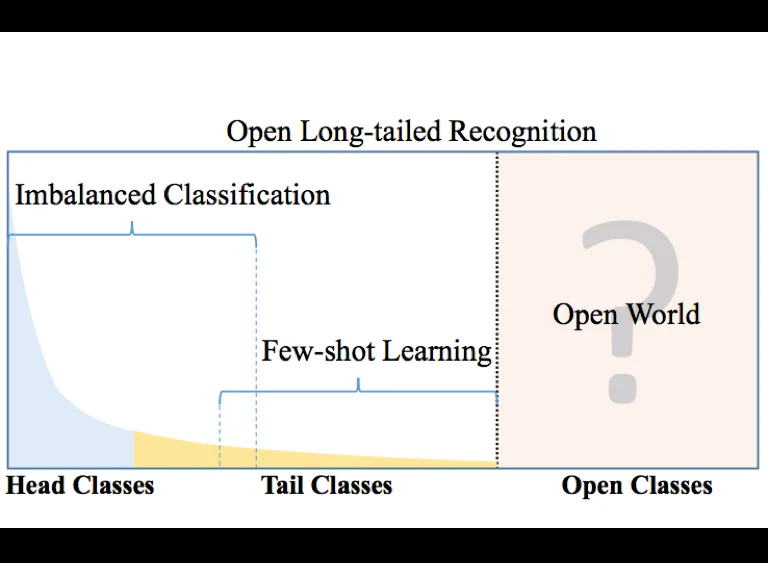 Open Long-tailed Recognition
Imbalanced Classification
?
Open World
Few-shot Learning
Head Classes
Tail Classes
Open Classes